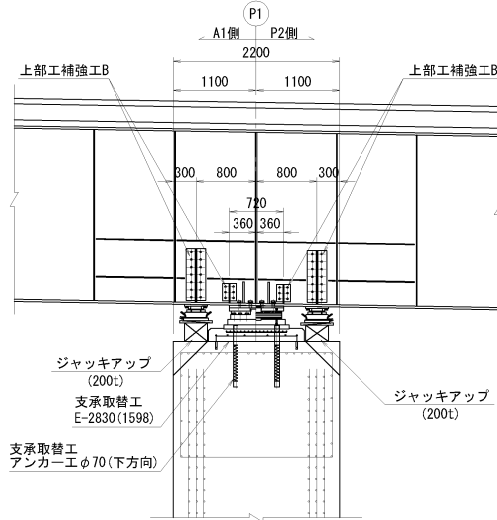 P1
A1側 P2側
2200
1100 1100
上部工補強工B 上部工補強工B
300 800 800 300
720
360 360
ジャッキアップ
(200t)
ジャッキアップ
(200t)
支承取替工
E-2830(1598)
支承取替工
アンカー工φ70(下方向)